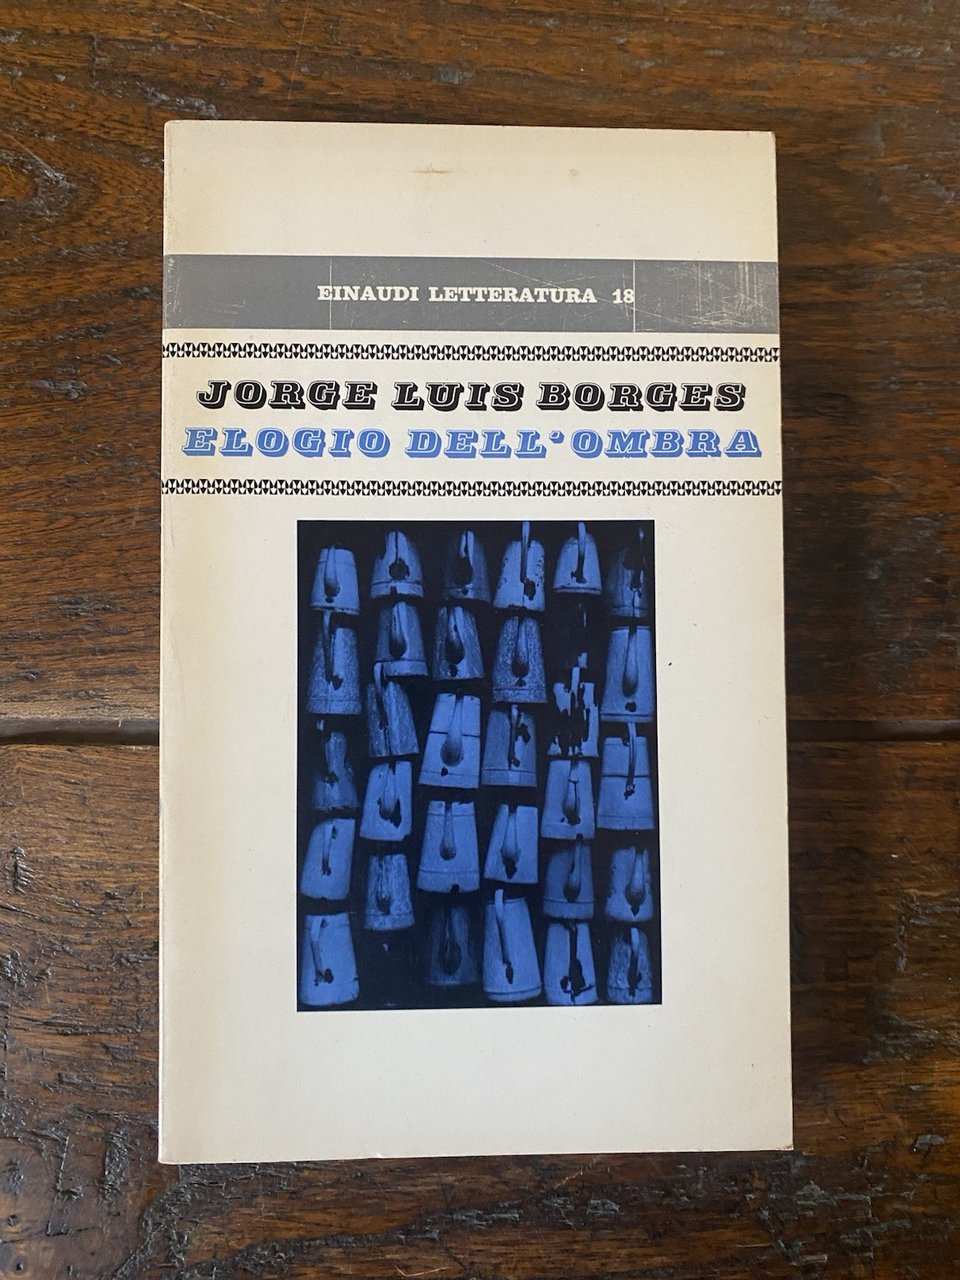 EINAUDI LETTERATURA 18
JORGE LUIS BORGES
ELOGIO DELL'OMBRA